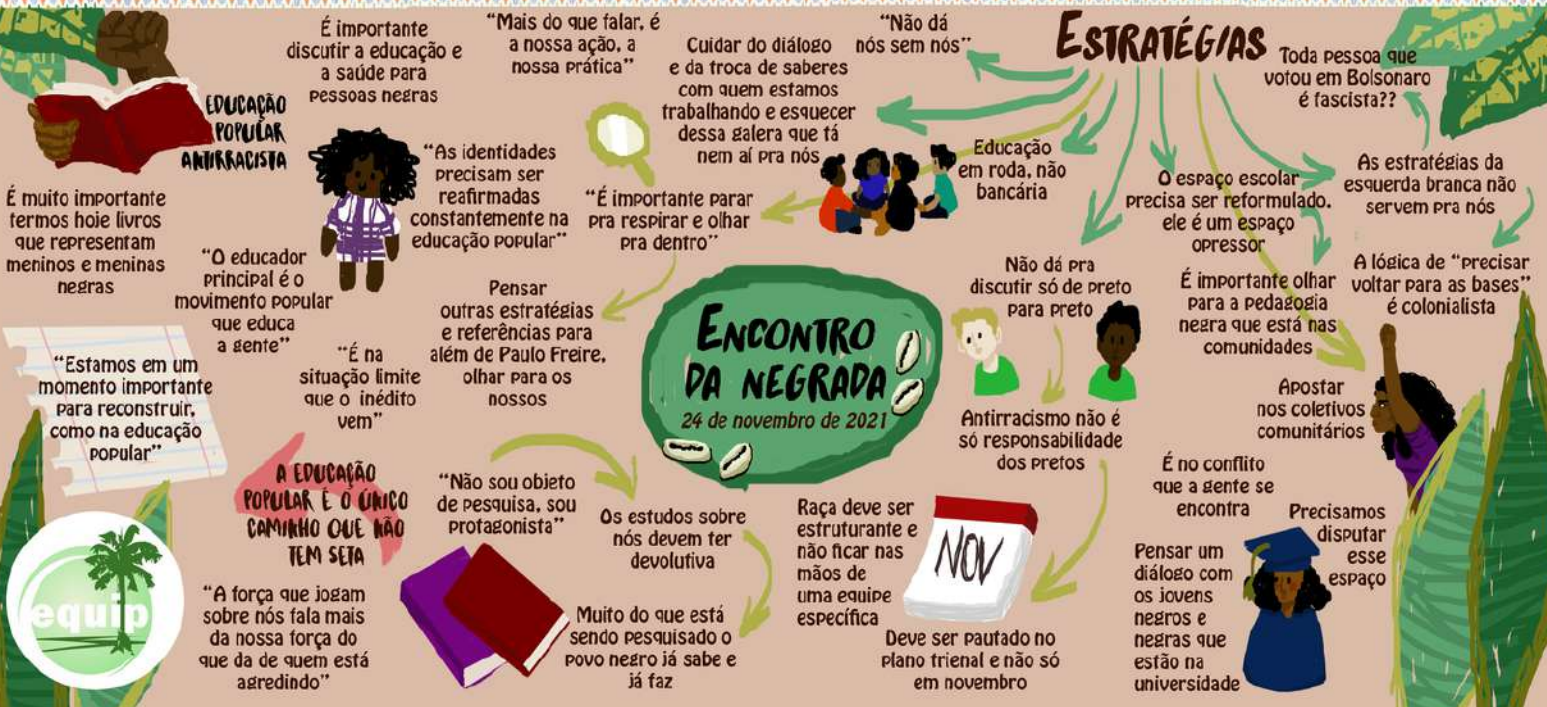 É importante
discutir a educação e
a saúde para
pessoas negras
“Mais do que falar, é
a nossa ação, a
nossa prática”
Cuidar do diálogo
e da troca de saberes
com quem estamos
trabalhando e esquecer
dessa galera que tá
nem aí pra nós
“Não dá
nós sem nós”
ESTRATÉGIAS
Toda pessoa que
votou em Bolsonaro
é fascista??
EDUCAÇÃO
POPULAR
ANTIRRACISTA
É muito importante
termos hoje livros
que representam
meninos e meninas
negras
“As identidades
precisam ser
reafirmadas
constantemente na
educação popular”
“É importante parar
pra respirar e olhar
pra dentro”
Educação
em roda, não
bancária
O espaço escolar
precisa ser reformulado,
ele é um espaço
opressor
As estratégias da
esquerda branca não
servem pra nós
“O educador
principal é o
movimento popular
que educa
a gente”
Pensar
outras estratégias
e referências para
além de Paulo Freire,
olhar para os
nossos
ENCONTRO
DA NEGRADA
24 de novembro de 2021
Não dá pra
discutir só de preto
para preto
É importante olhar
para a pedagogia
negra que está nas
comunidades
A lógica de “precisar
voltar para as bases”
é colonialista
“Estamos em um
momento importante
para reconstruir,
como na educação
popular”
“É na
situação limite
que o inédito
vem”
Antirracismo não é
só responsabilidade
dos pretos
Apostar
nos coletivos
comunitários
A EDUCAÇÃO
POPULAR É O ÚNICO
CAMINHO QUE NÃO
TEM SETA
“Não sou objeto
de pesquisa, sou
protagonista”
Os estudos sobre
nós devem ter
devolutiva
Raça deve ser
estruturante e
não ficar nas
mãos de
uma equipe
específica
NOV
É no conflito
que a gente se
encontra
Precisamos
disputar
esse
espaço
equip
“A força que jogam
sobre nós fala mais
da nossa força do
que da de quem está
agredindo”
Muito do que está
sendo pesquisado o
povo negro já sabe e
já faz
Deve ser pautado no
plano trienal e não só
em novembro
Pensar um
diálogo com
os jovens
negros e
negras que
estão na
universidade